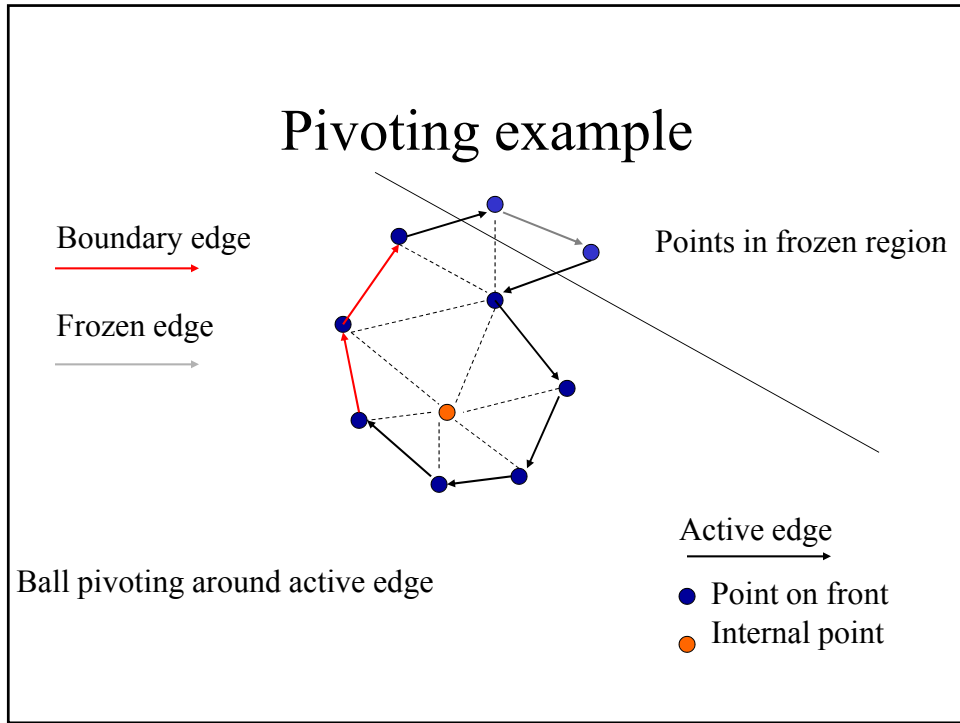 Pivoting example
Boundary edge
Points in frozen region
Frozen edge
Active edge
Ball pivoting around active edge
Point on front
Internal point